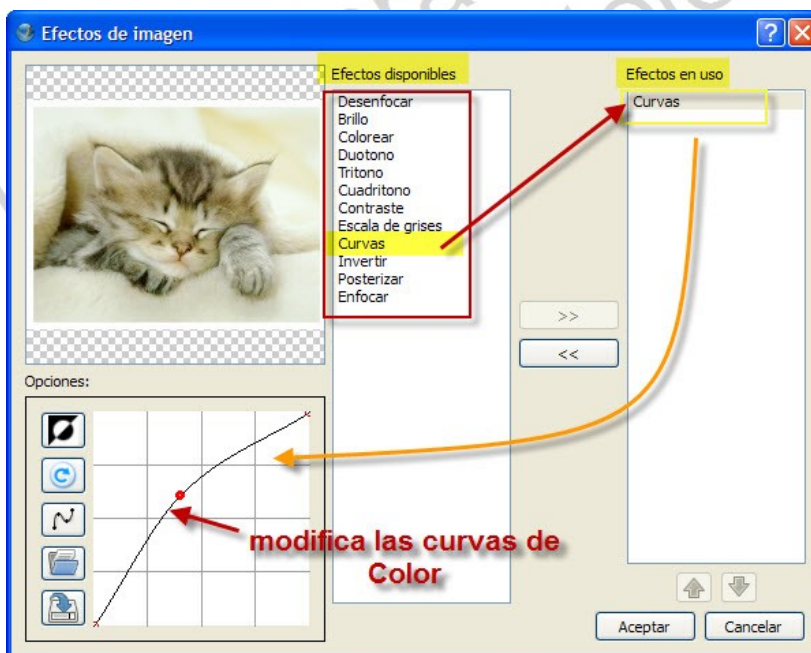 Efectos de imagen
Efectos disponibles
Desenfocar
Brillo
Colorear
Duotono
Tritono
Cuadritono
Contraste
Escala de grises
Curvas
Invertir
Posterizar
Enfocar
Efectos en uso
Curvas
>>
<<
Opciones:
modifica las curvas de
Color
Aceptar
Cancelar